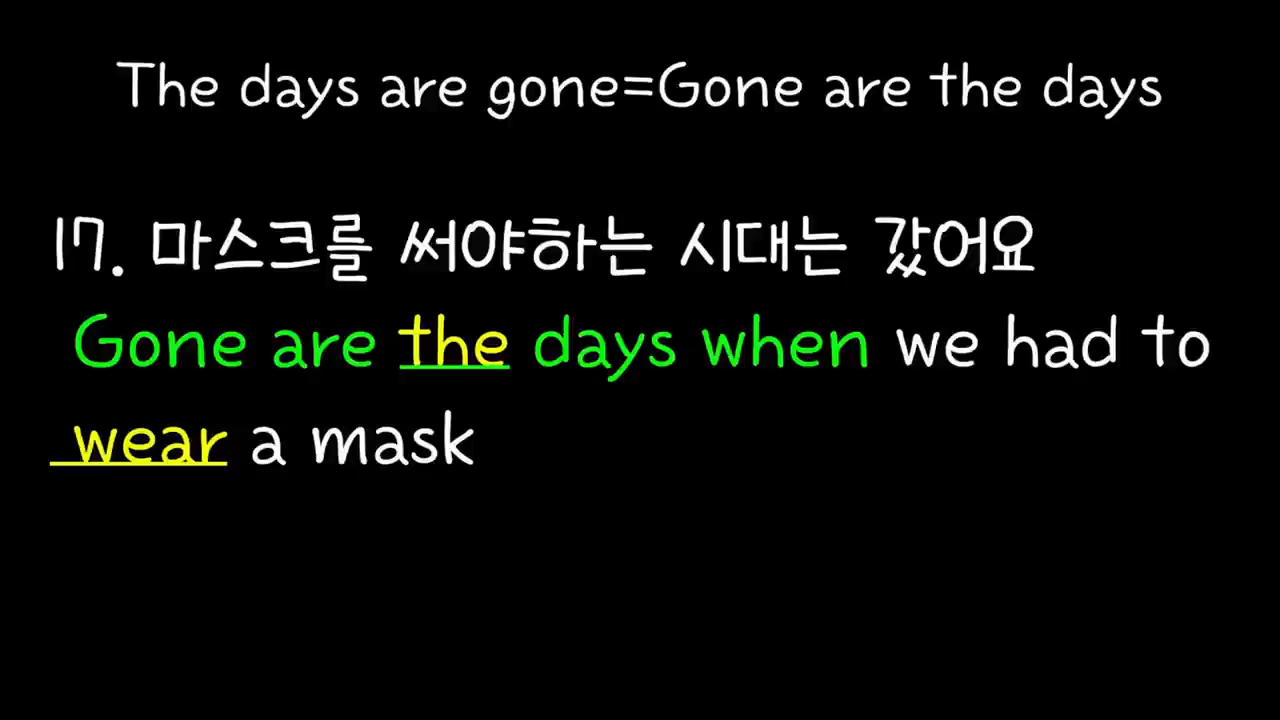 The days are gone=Gone are the days
17. 마스크를 써야하는 시대는 갔어요
Gone are the days when we had to
wear a mask